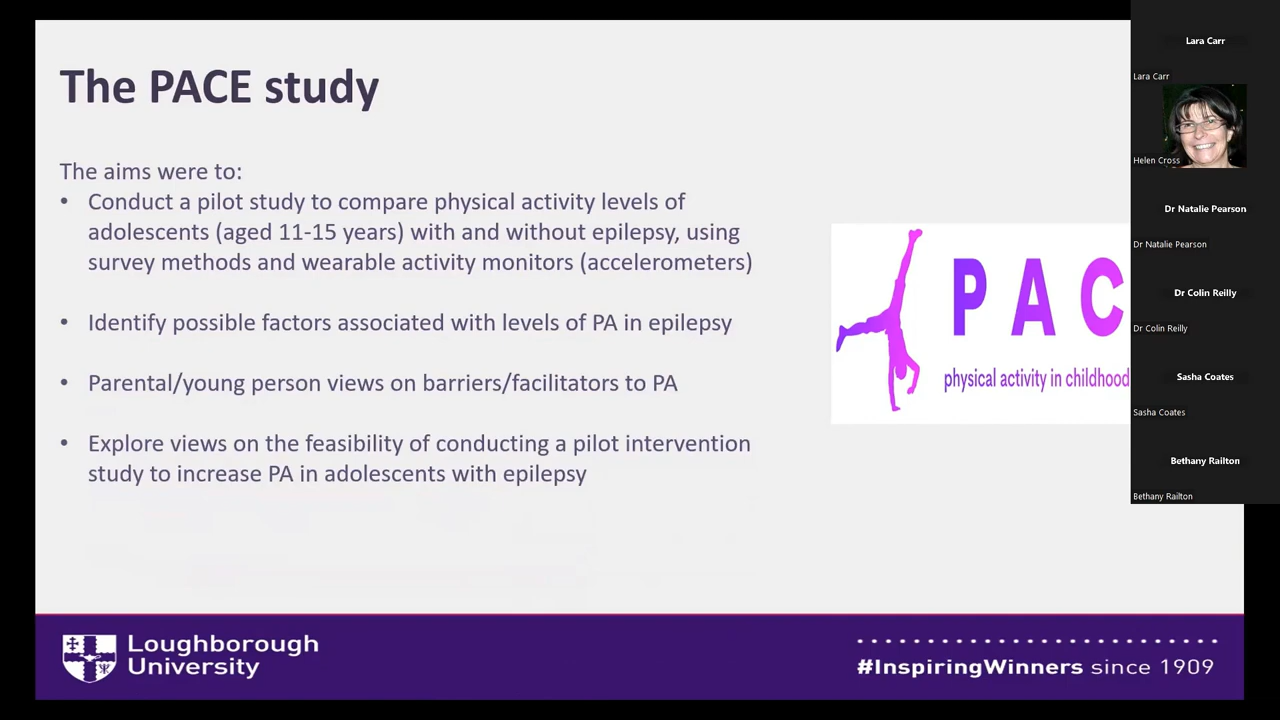 The PACE study
The aims were to:
• Conduct a pilot study to compare physical activity levels of
adolescents (aged 11-15 years) with and without epilepsy, using
survey methods and wearable activity monitors (accelerometers)
• Identify possible factors associated with levels of PA in epilepsy
• Parental/young person views on barriers/facilitators to PA
• Explore views on the feasibility of conducting a pilot intervention
study to increase PA in adolescents with epilepsy
PAC
physical activity in childhood
Lara Carr
Lara Carr
Helen Cross
Dr Natalie Pearson
Dr Natalie Pearson
Dr Colin Reilly
Dr Colin Reilly
Sasha Coates
Sasha Coates
Bethany Railton
Bethany Railton
Loughborough
University
#InspiringWinners since 1909